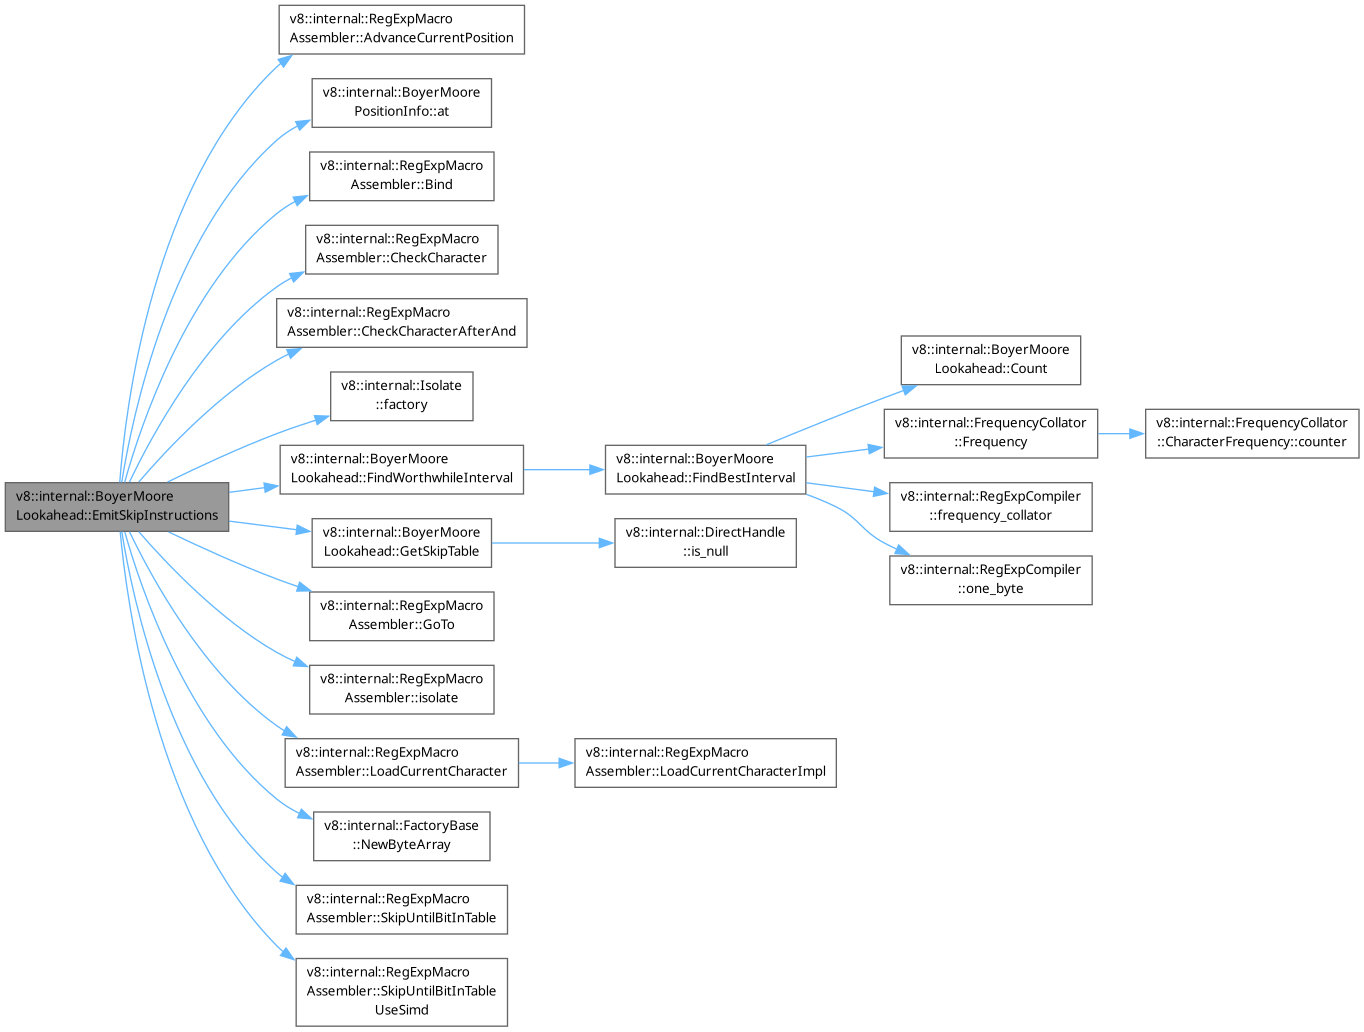 v8::internal::RegExpMacro
Assembler::AdvanceCurrentPosition
v8::internal::BoyerMoore
PositionInfo::at
v8::internal::RegExpMacro
Assembler::Bind
v8::internal::RegExpMacro
Assembler::CheckCharacter
v8::internal::RegExpMacro
Assembler::CheckCharacterAfterAnd
v8::internal::Isolate
::factory
v8::internal::BoyerMoore
Lookahead::EmitSkipInstructions
v8::internal::BoyerMoore
Lookahead::FindWorthwhileInterval
v8::internal::BoyerMoore
Lookahead::FindBestInterval
v8::internal::BoyerMoore
Lookahead::Count
v8::internal::FrequencyCollator
::Frequency
v8::internal::FrequencyCollator
::CharacterFrequency::counter
v8::internal::RegExpCompiler
::frequency_collator
v8::internal::RegExpCompiler
::one_byte
v8::internal::BoyerMoore
Lookahead::GetSkipTable
v8::internal::DirectHandle
::is_null
v8::internal::RegExpMacro
Assembler::GoTo
v8::internal::RegExpMacro
Assembler::isolate
v8::internal::RegExpMacro
Assembler::LoadCurrentCharacter
v8::internal::RegExpMacro
Assembler::LoadCurrentCharacterImpl
v8::internal::FactoryBase
::NewByteArray
v8::internal::RegExpMacro
Assembler::SkipUntilBitInTable
v8::internal::RegExpMacro
Assembler::SkipUntilBitInTable
UseSimd